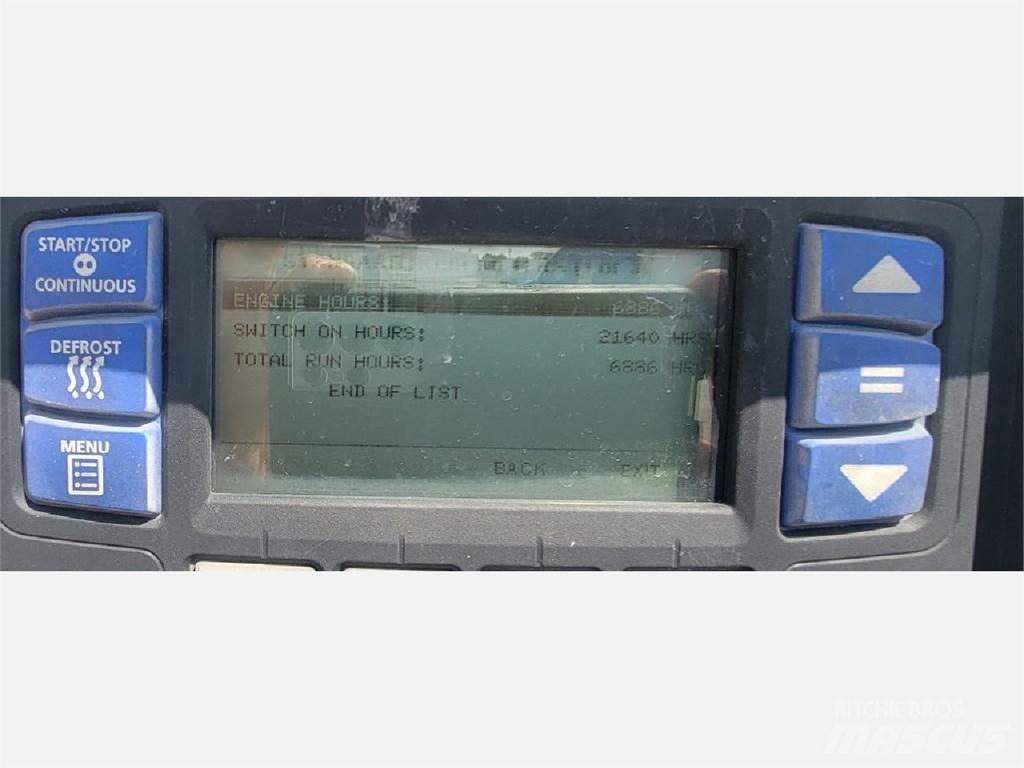 START/STOP
CONTINUOUS
DEFROST
MENU
ENGINE HOURS: 6886
SWITCH ON HOURS: 21640 HRS
TOTAL RUN HOURS: 6886 HRS
END OF LIST
BACK EXIT
RITCHIE BROS.
MASCUS